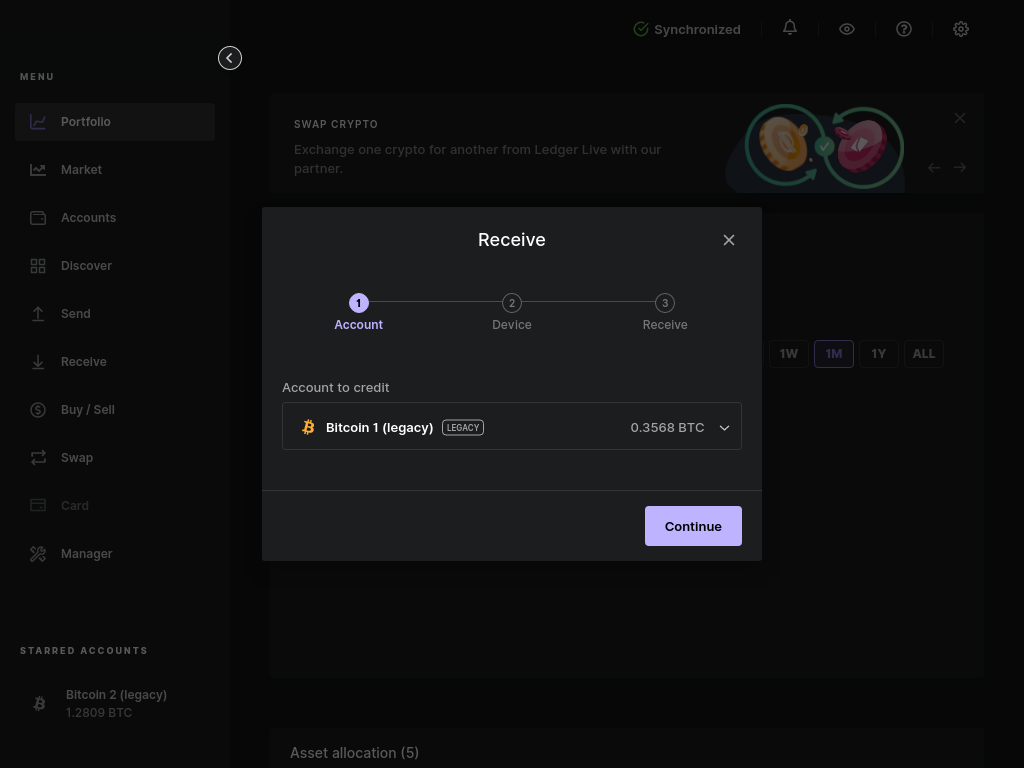 Synchronized
MENU
Portfolio
Market
Accounts
Discover
Send
Receive
Buy / Sell
Swap
Card
Manager
STARRED ACCOUNTS
Bitcoin 2 (legacy)
1.2809 BTC
SWAP CRYPTO
Exchange one crypto for another from Ledger Live with our
partner.
1W 1M 1Y ALL
Receive
1 2 3
Account Device Receive
Account to credit
Bitcoin 1 (legacy) LEGACY 0.3568 BTC
Continue
Asset allocation (5)